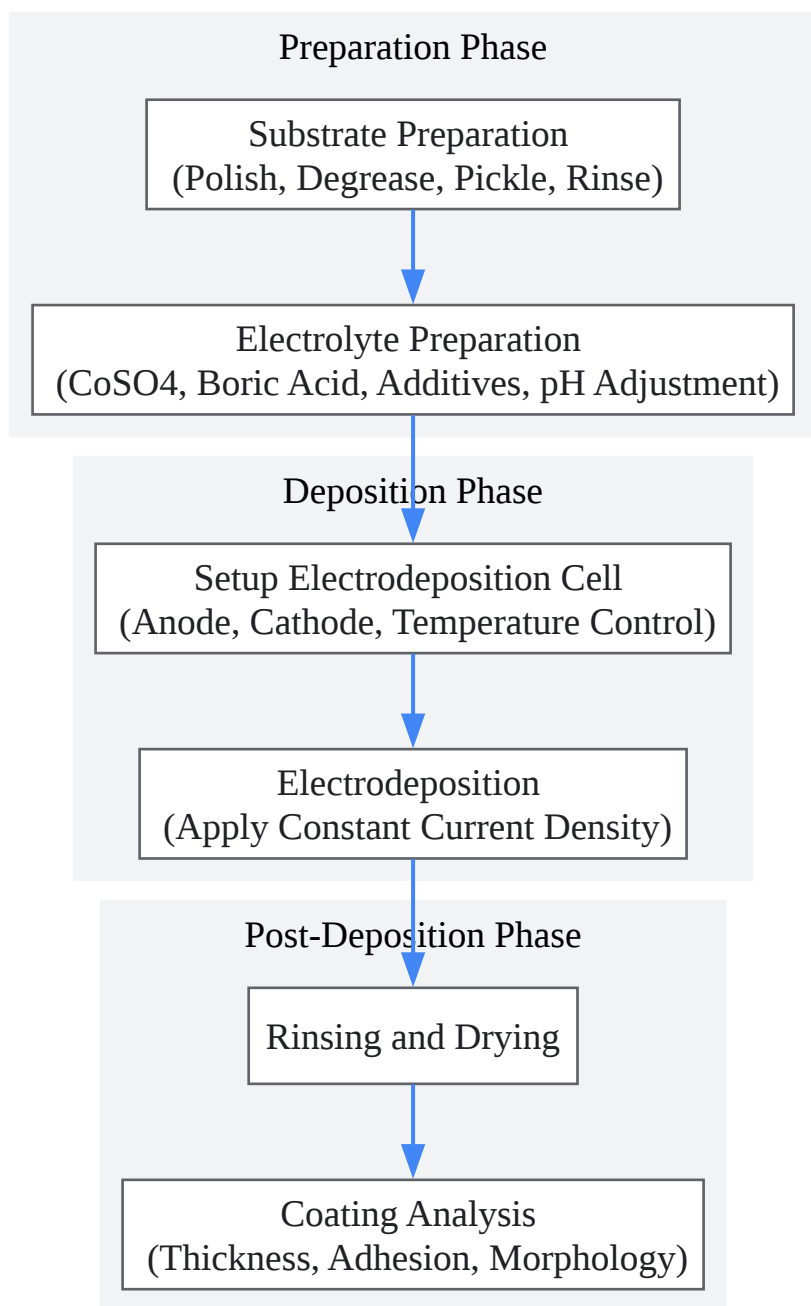 Preparation Phase
Substrate Preparation
(Polish, Degrease, Pickle, Rinse)
Electrolyte Preparation
(CoSO4, Boric Acid, Additives, pH Adjustment)
Deposition Phase
Setup Electrodeposition Cell
(Anode, Cathode, Temperature Control)
Electrodeposition
(Apply Constant Current Density)
Post-Deposition Phase
Rinsing and Drying
Coating Analysis
(Thickness, Adhesion, Morphology)